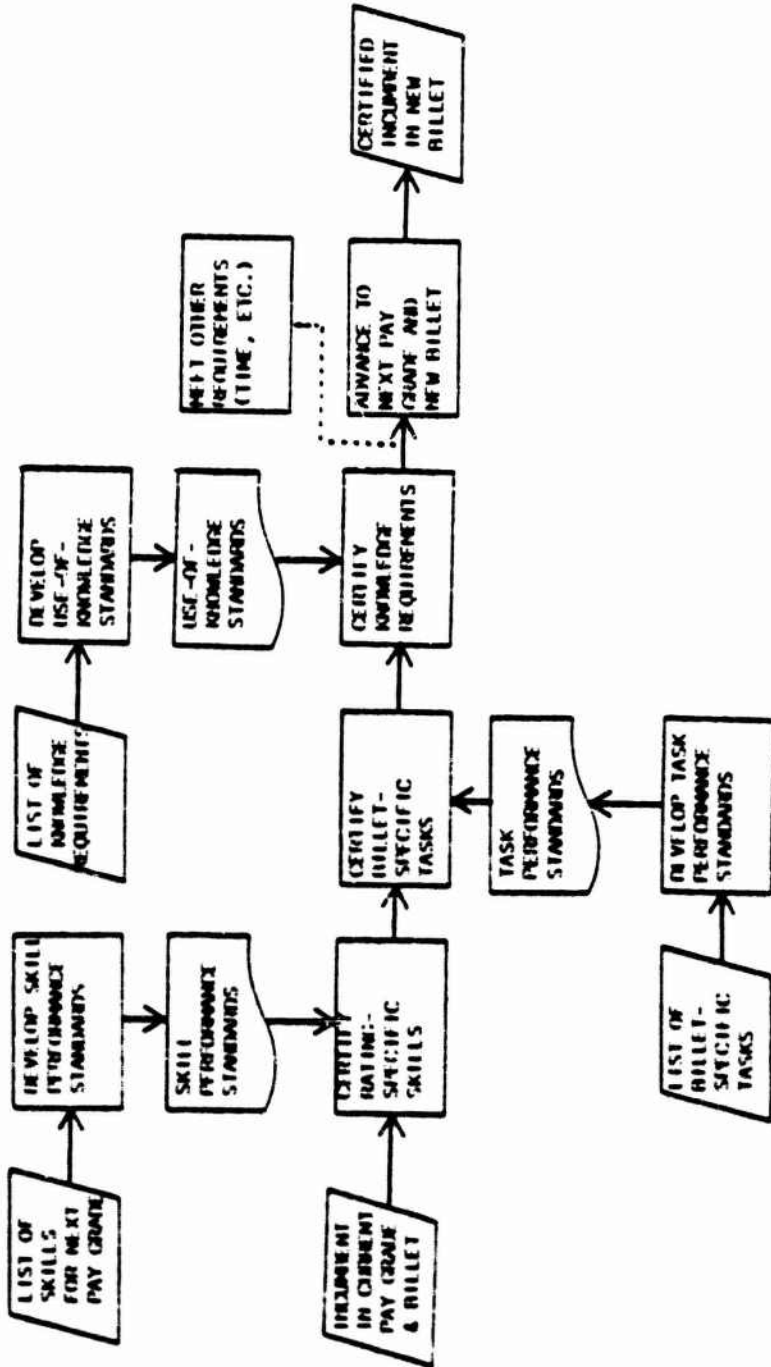 LIST OF
SKILLS
FOR NEXT
PAY GRADE
DEVELOP SKILL
PERFORMANCE
STANDARDS
LIST OF
KNOWLEDGE
REQUIREMENTS
DEVELOP
USE-OF-
KNOWLEDGE
STANDARDS
SKILL
PERFORMANCE
STANDARDS
USE-OF-
KNOWLEDGE
STANDARDS
MEET OTHER
REQUIREMENTS
(TIME, ETC.)
INCUMBENT
IN CURRENT
PAY GRADE
& BILLET
CERTIFY
RATING-
SPECIFIC
SKILLS
CERTIFY
BILLET-
SPECIFIC
TASKS
CERTIFY
KNOWLEDGE
REQUIREMENTS
ADVANCE TO
NEXT PAY
GRADE AND
NEW BILLET
CERTIFIED
INCUMBENT
IN NEW
BILLET
TASK
PERFORMANCE
STANDARDS
LIST OF
BILLET-
SPECIFIC
TASKS
DEVELOP TASK
PERFORMANCE
STANDARDS